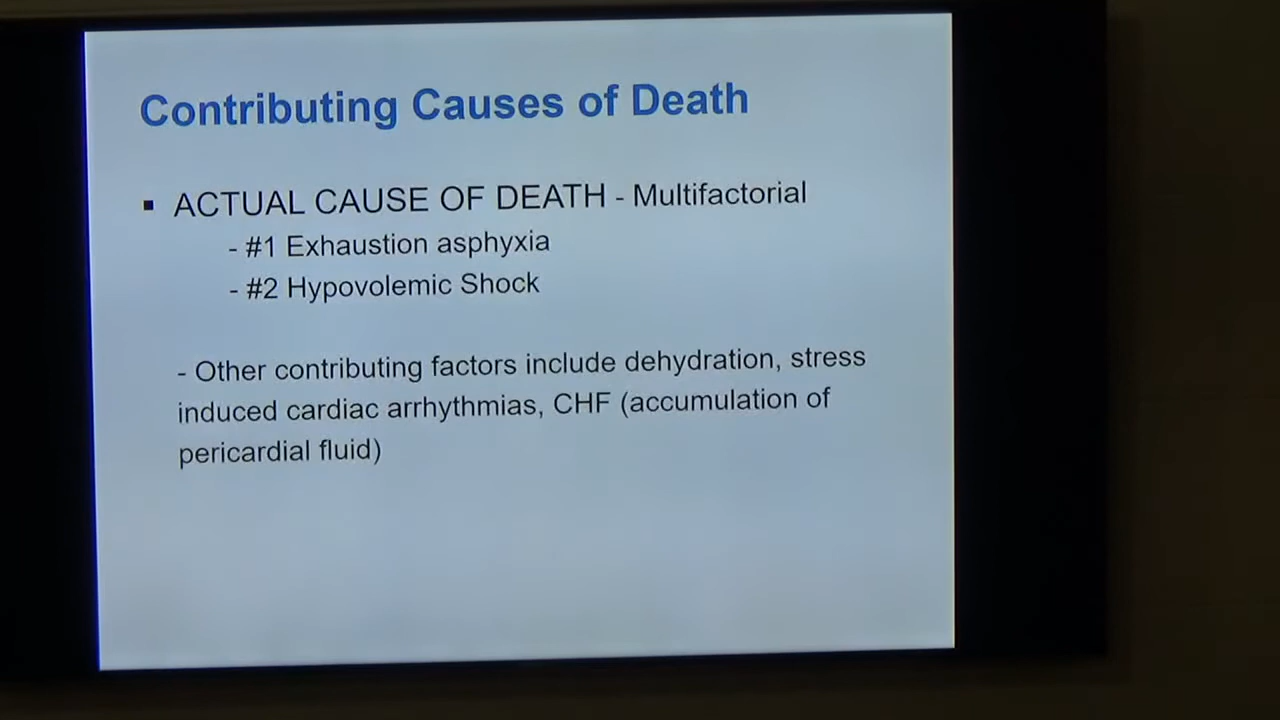 Contributing Causes of Death
▪ ACTUAL CAUSE OF DEATH - Multifactorial
- #1 Exhaustion asphyxia
- #2 Hypovolemic Shock
- Other contributing factors include dehydration, stress
induced cardiac arrhythmias, CHF (accumulation of
pericardial fluid)